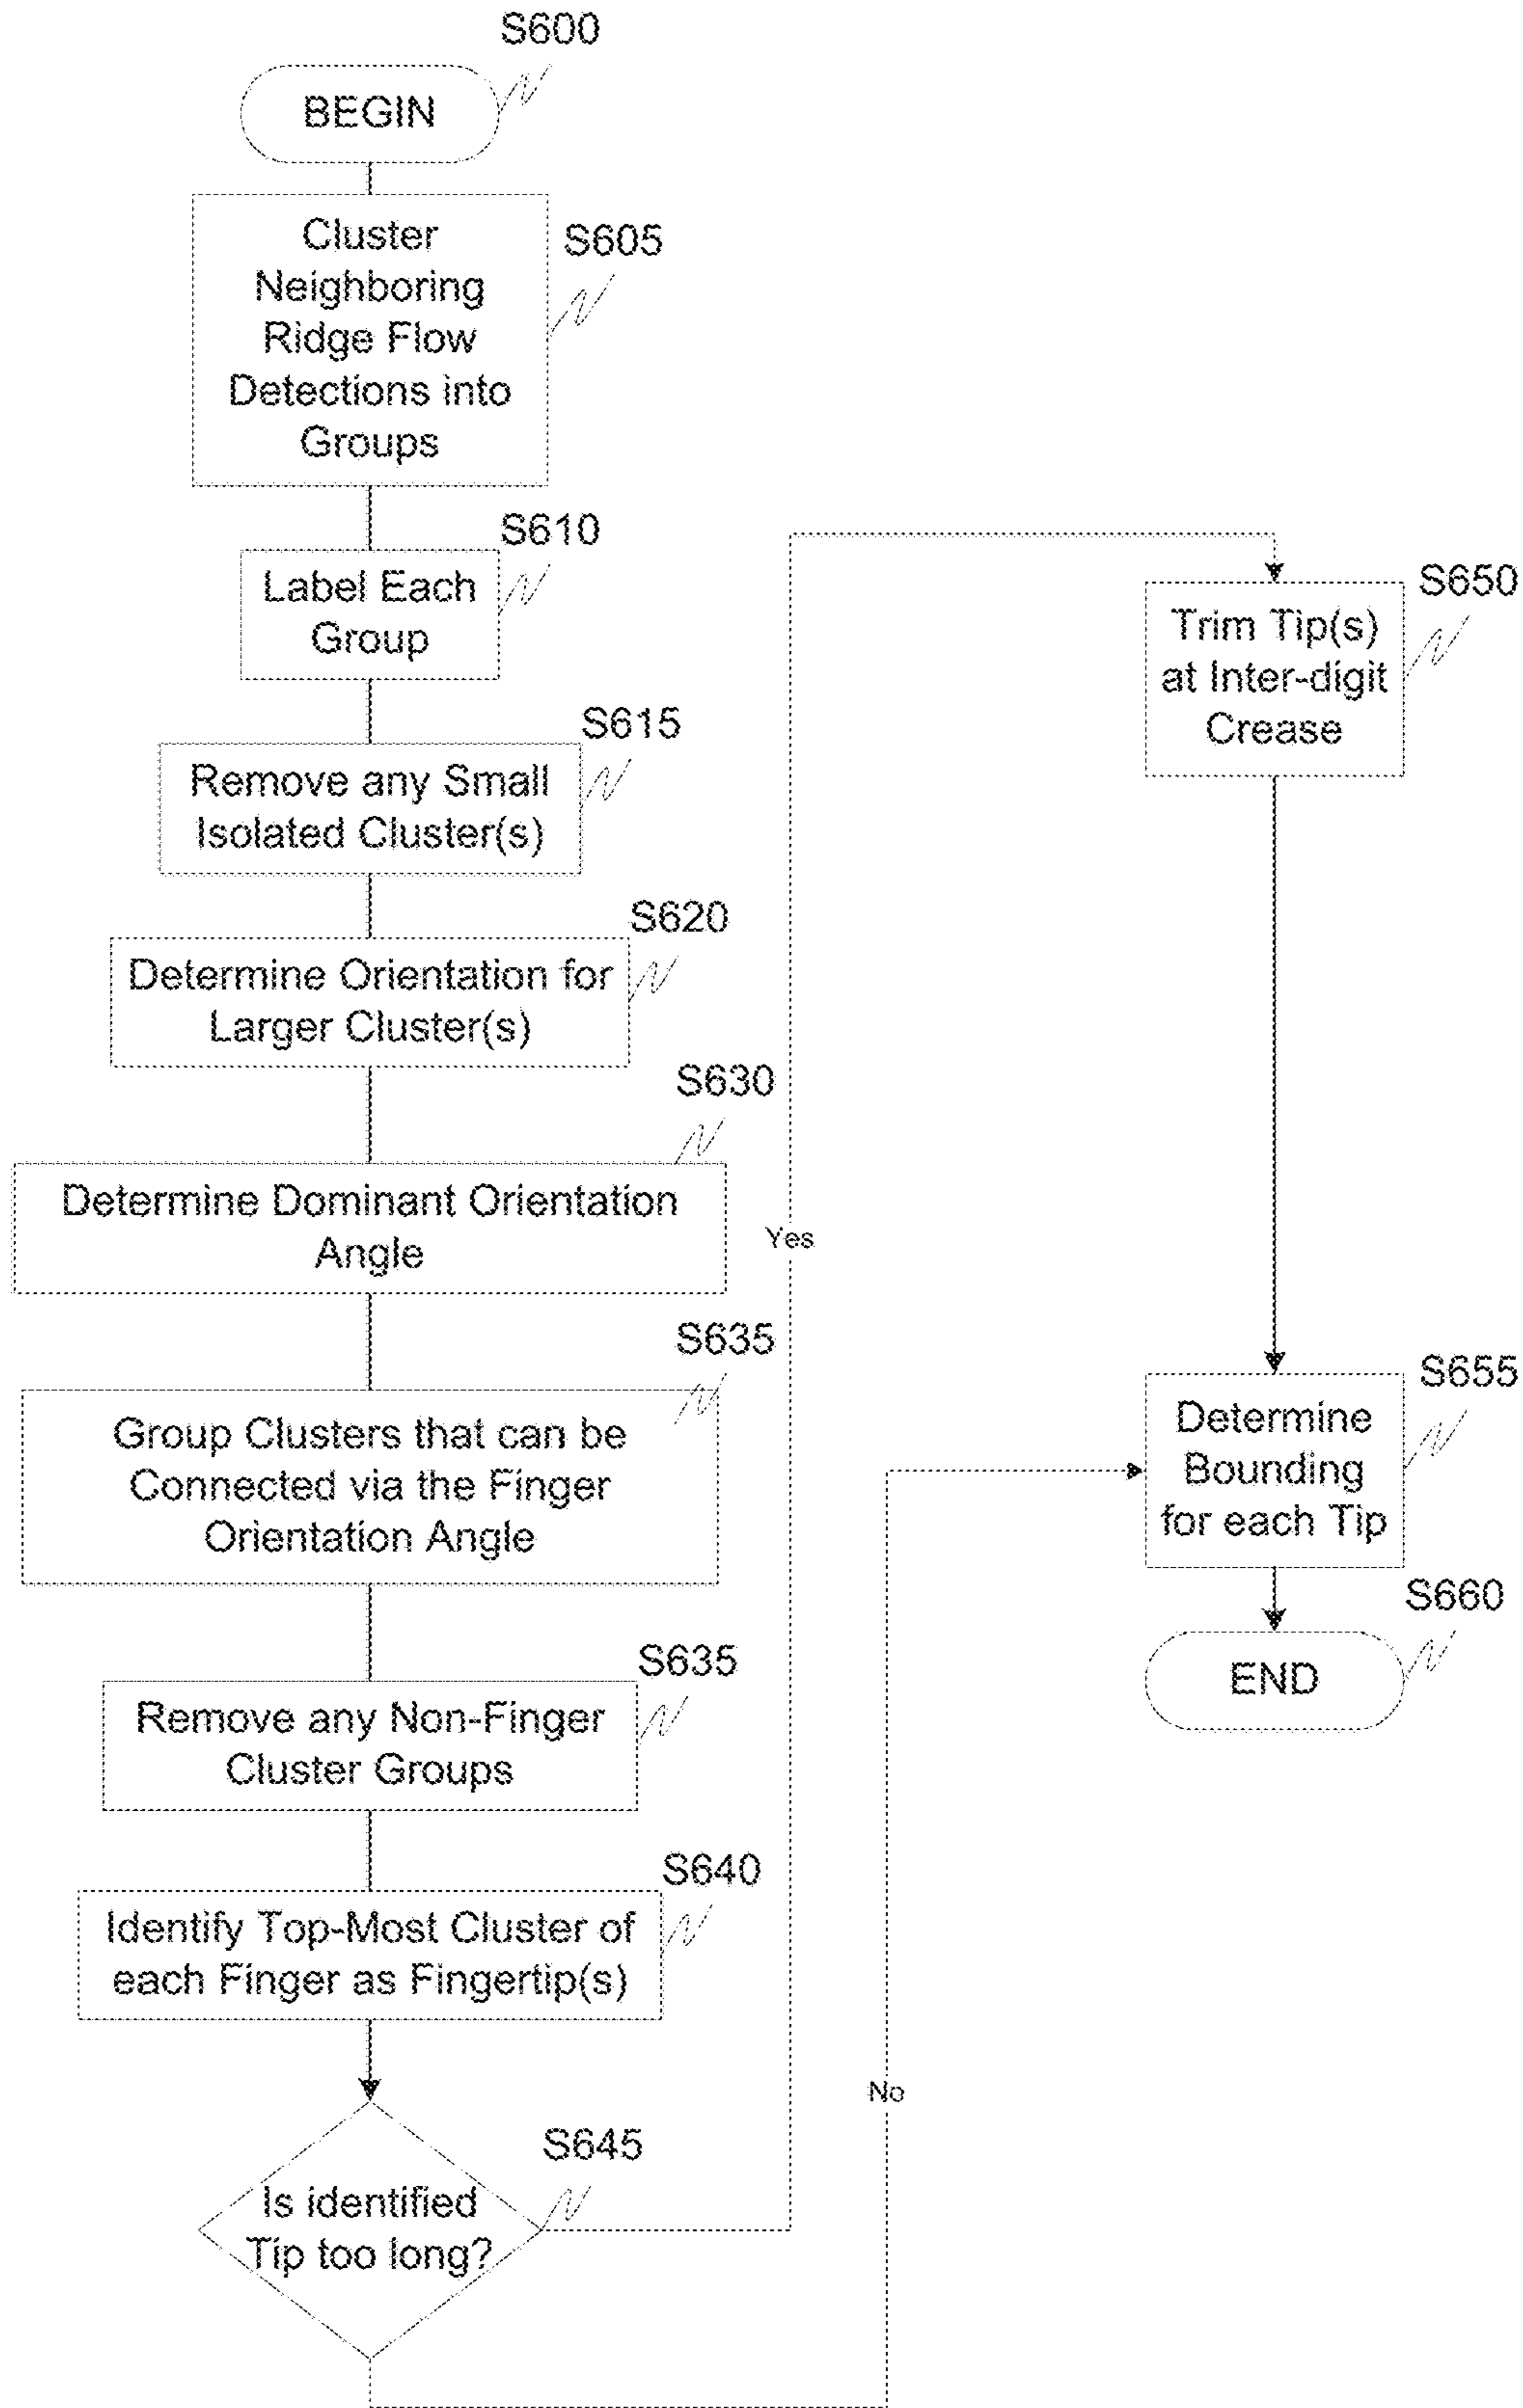 S600
BEGIN
S605
Cluster
Neighboring
Ridge Flow
Detections into
Groups
S610
Label Each
Group
S615
Remove any Small
Isolated Cluster(s)
S620
Determine Orientation for
Larger Cluster(s)
S630
Determine Dominant Orientation
Angle
S635
Group Clusters that can be
Connected via the Finger
Orientation Angle
S635
Remove any Non-Finger
Cluster Groups
S640
Identify Top-Most Cluster of
each Finger as Fingertip(s)
S645
Is identified
Tip too long?
Yes
No
S650
Trim Tip(s)
at Inter-digit
Crease
S655
Determine
Bounding
for each Tip
S660
END